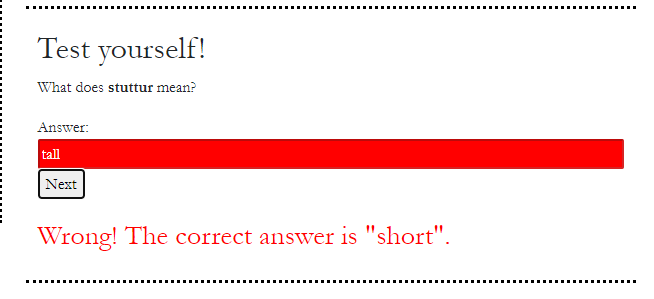 Test yourself!
What does stuttur mean?
Answer:
tall
Next
Wrong! The correct answer is "short".